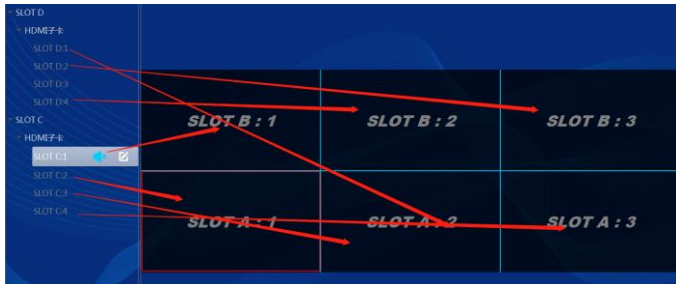 SLOT D
HDMI子卡
SLOT D:1
SLOT D:2
SLOT D:3
SLOT D:4
SLOT C
HDMI子卡
SLOT C:1
SLOT C:2
SLOT C:3
SLOT C:4
SLOT B : 1
SLOT B : 2
SLOT B : 3
SLOT A : 1
SLOT A : 2
SLOT A : 3